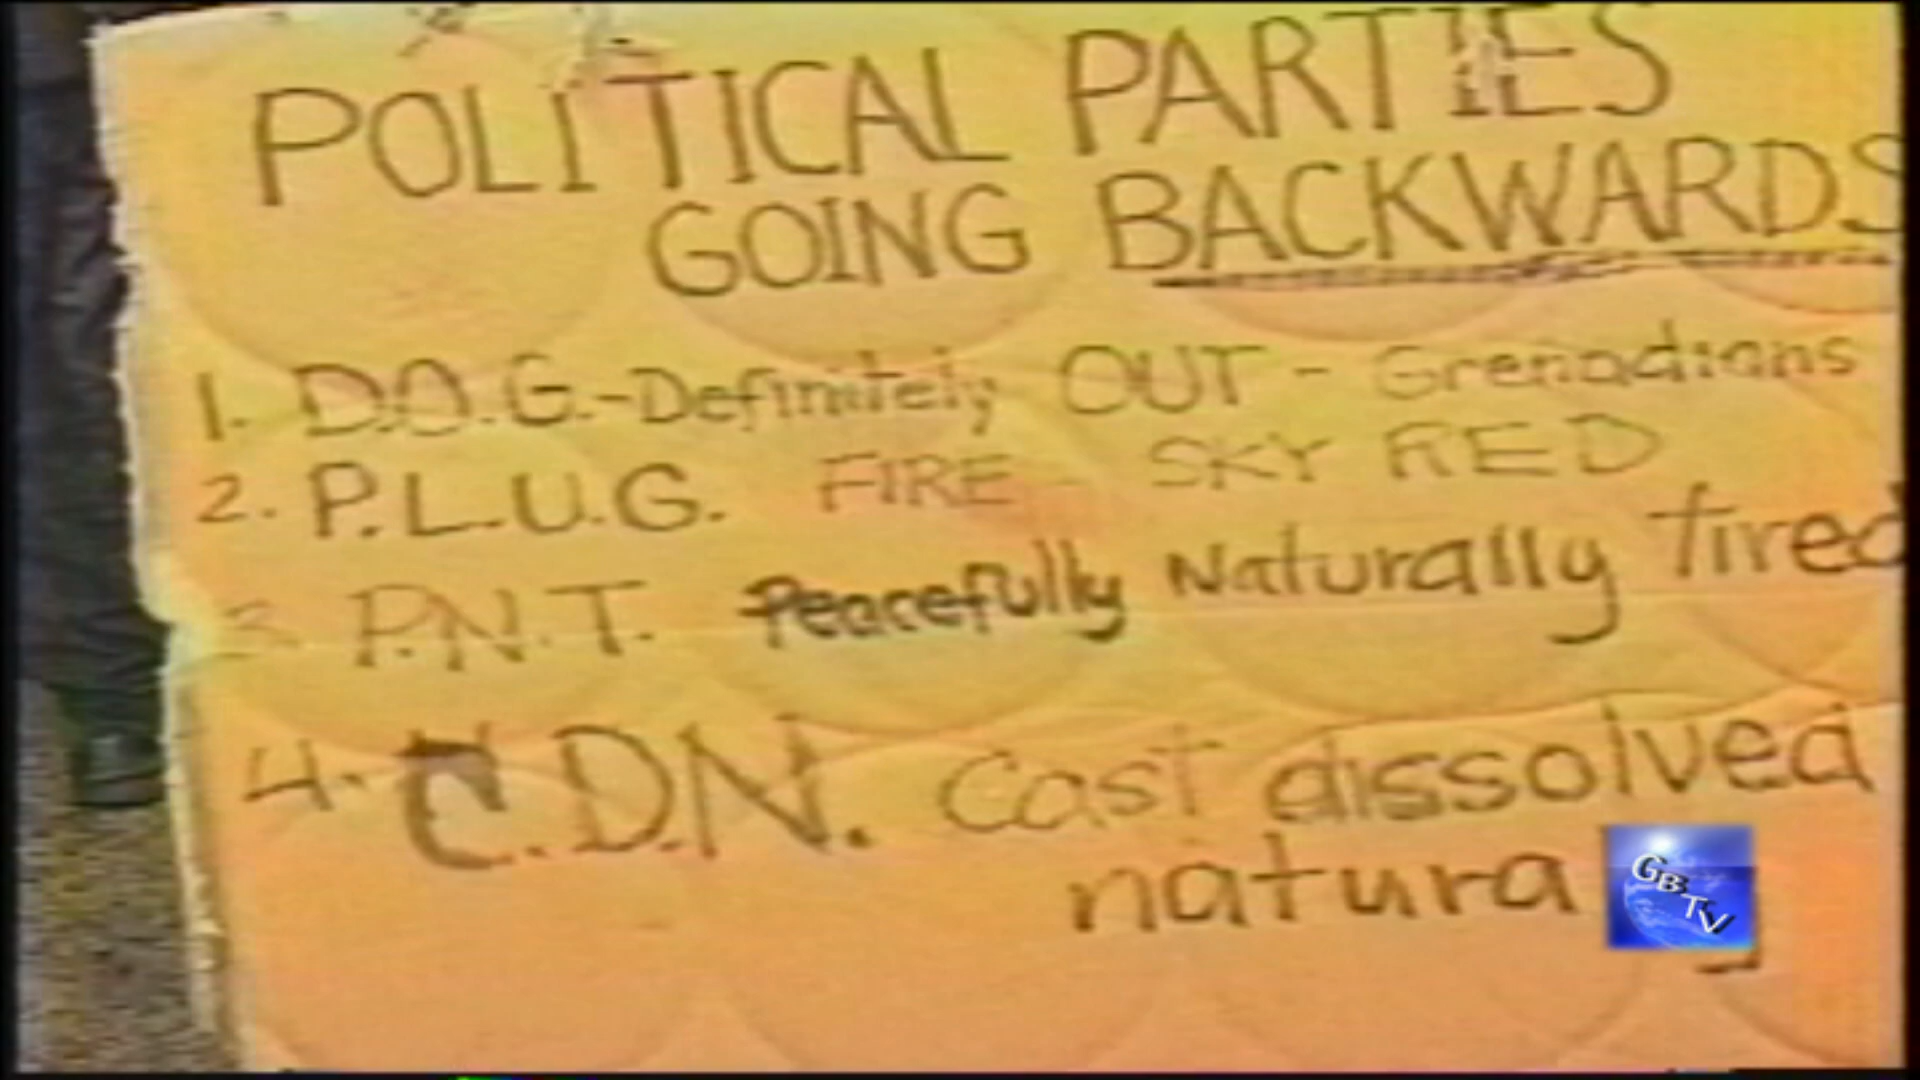 POLITICAL PARTIES
GOING BACKWARDS
1. D.O.G.-Definitely OUT - Grenadians
2. P.L.U.G. FIRE - SKY RED
3 P.N.T. Peacefully Naturally tired
4. C.D.N. Cast dissolved
natura
GBTV